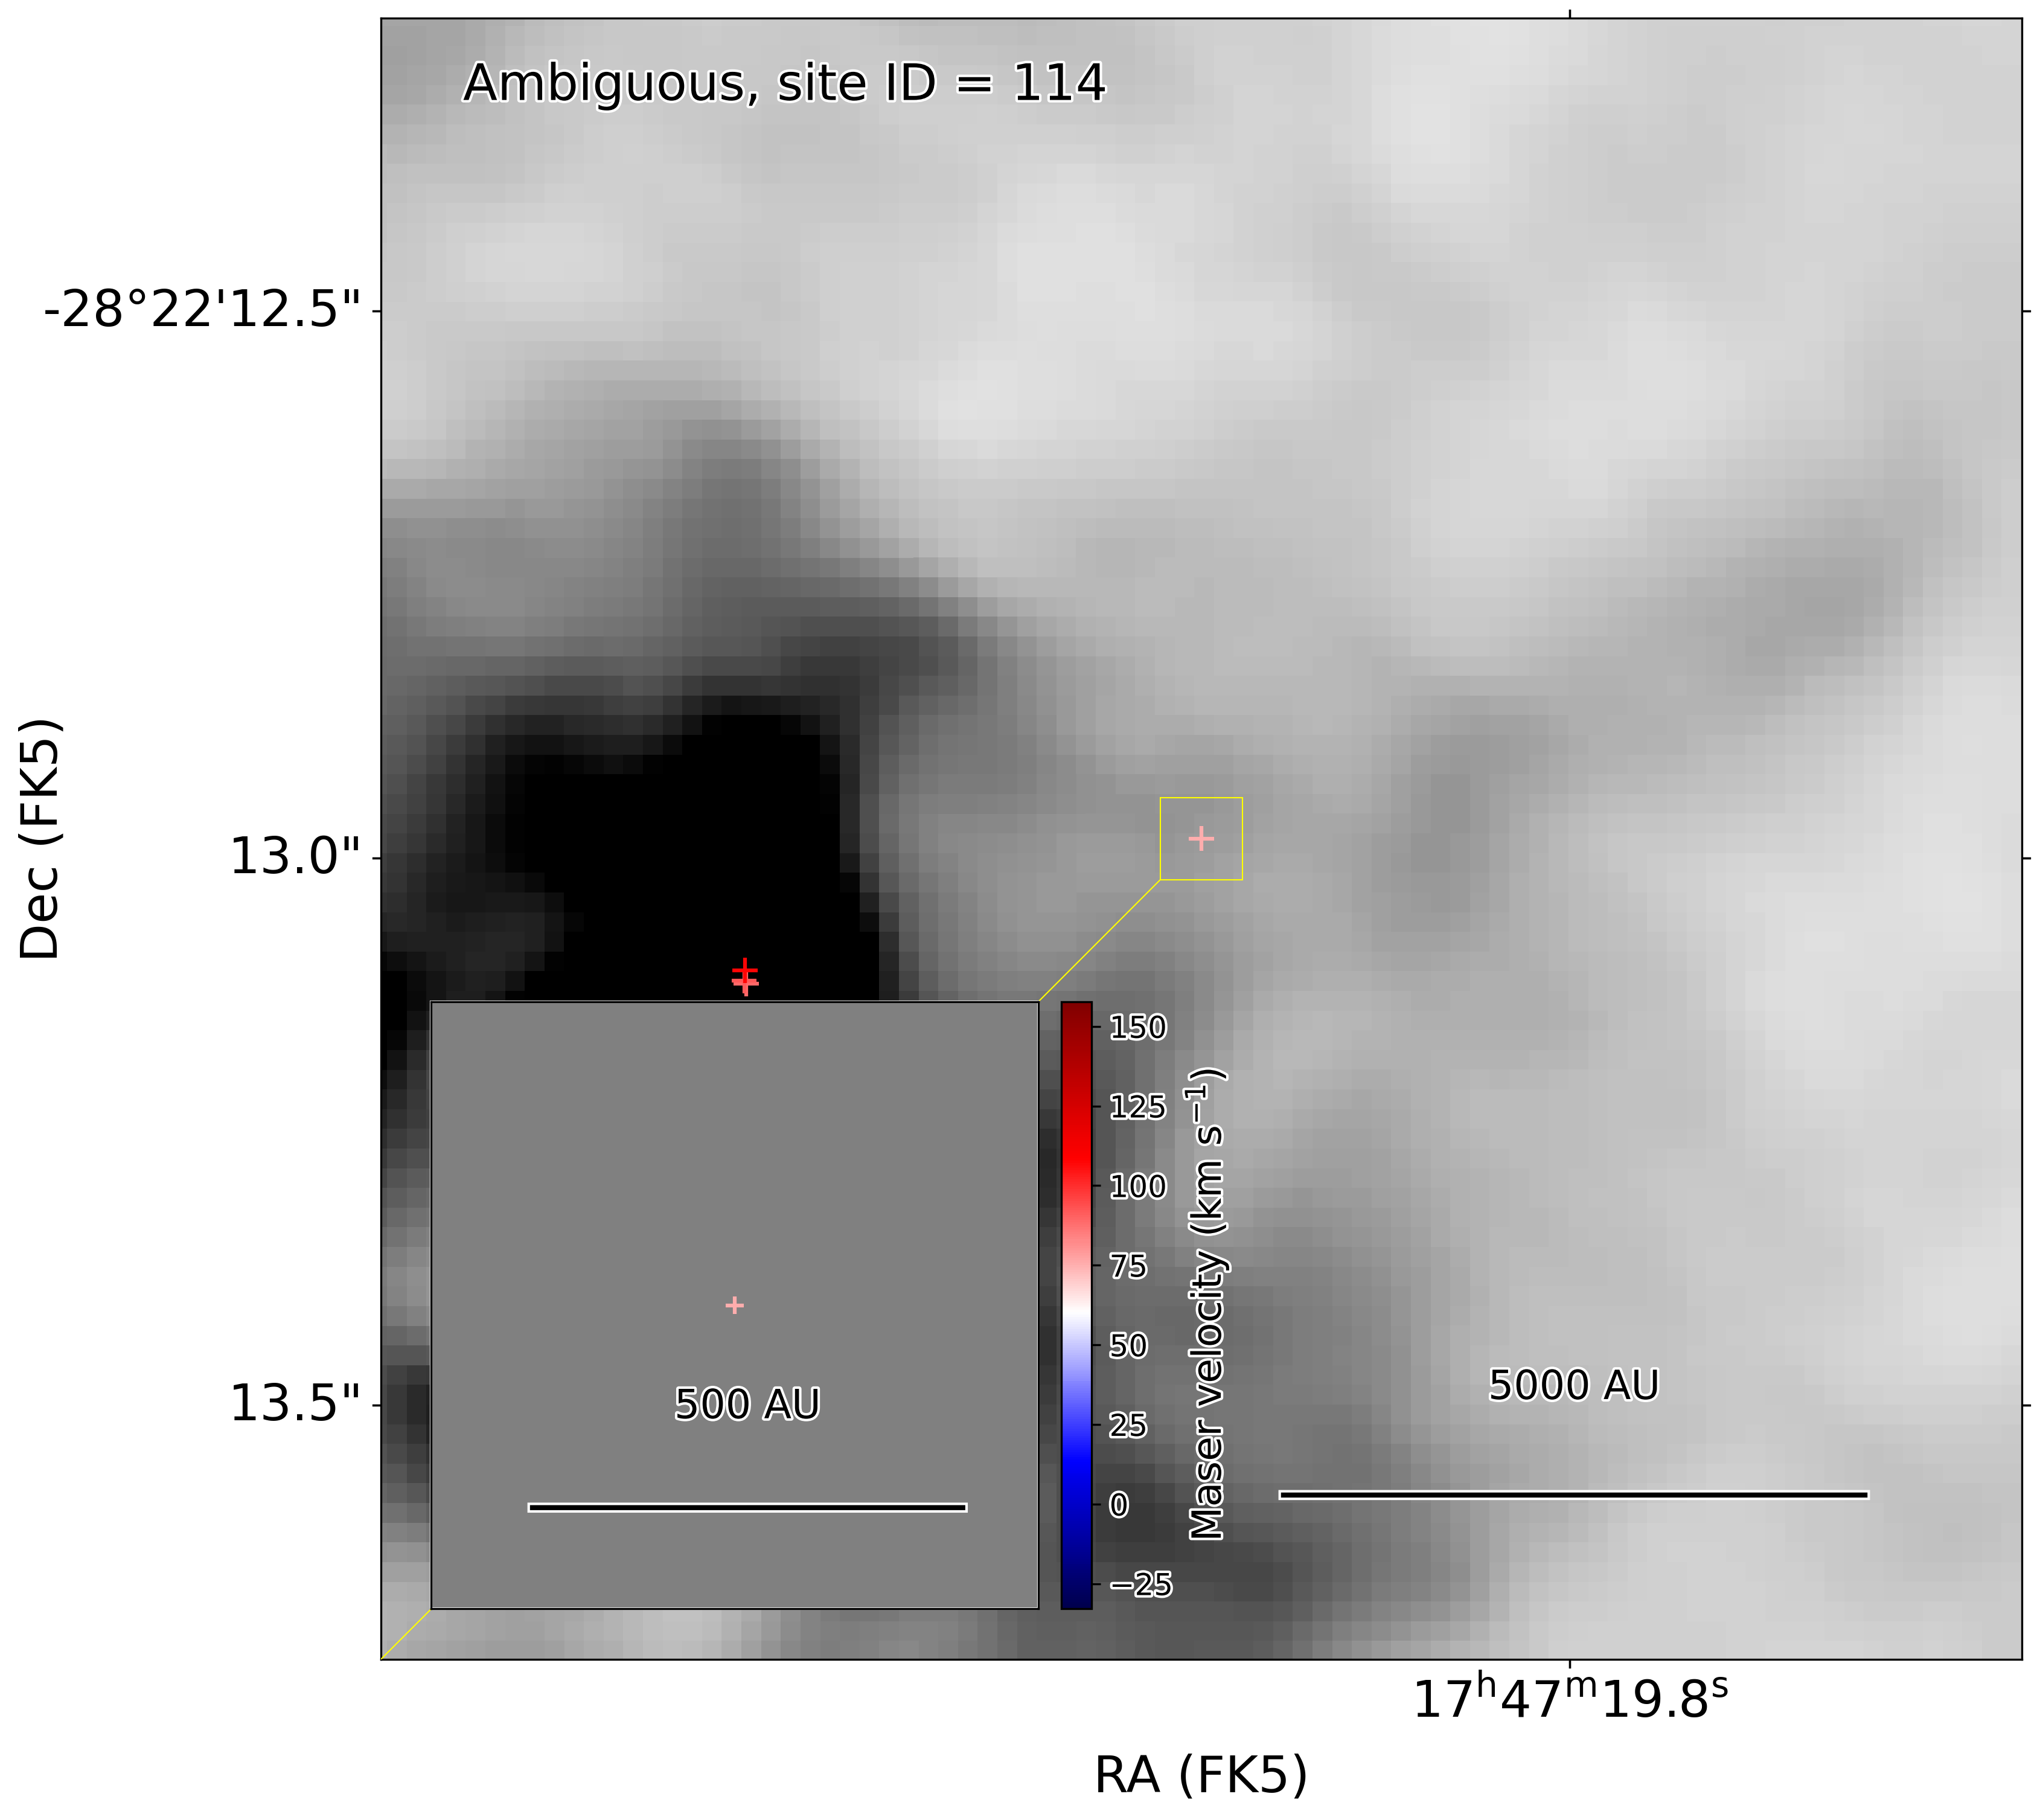 Ambiguous, site ID = 114
-28°22'12.5"
13.0"
13.5"
Dec (FK5)
150
125
100
75
50
25
0
−25
Maser velocity (km s⁻¹)
500 AU
5000 AU
17ʰ47ᵐ19.8ˢ
RA (FK5)